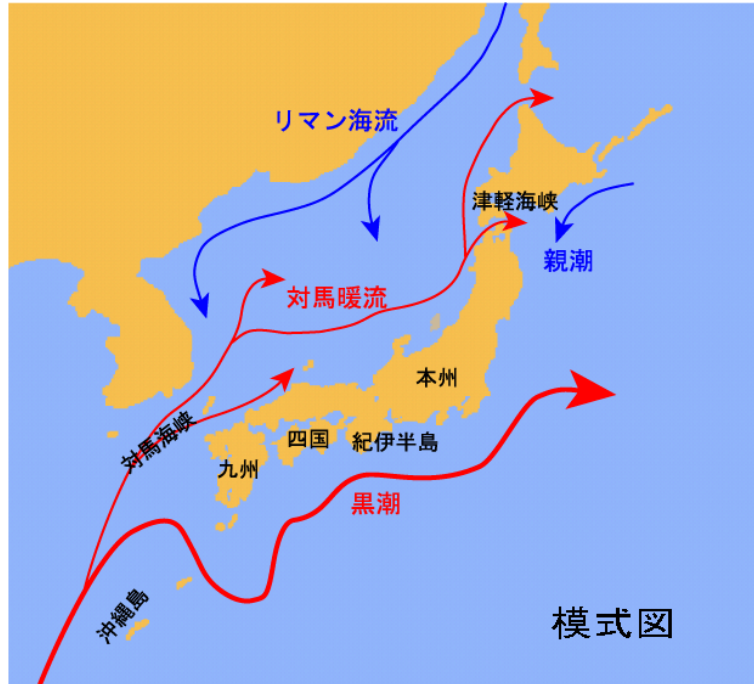 リマン海流
津軽海峡
親潮
対馬暖流
本州
対馬海峡
四国
紀伊半島
九州
黒潮
沖縄島
模式図